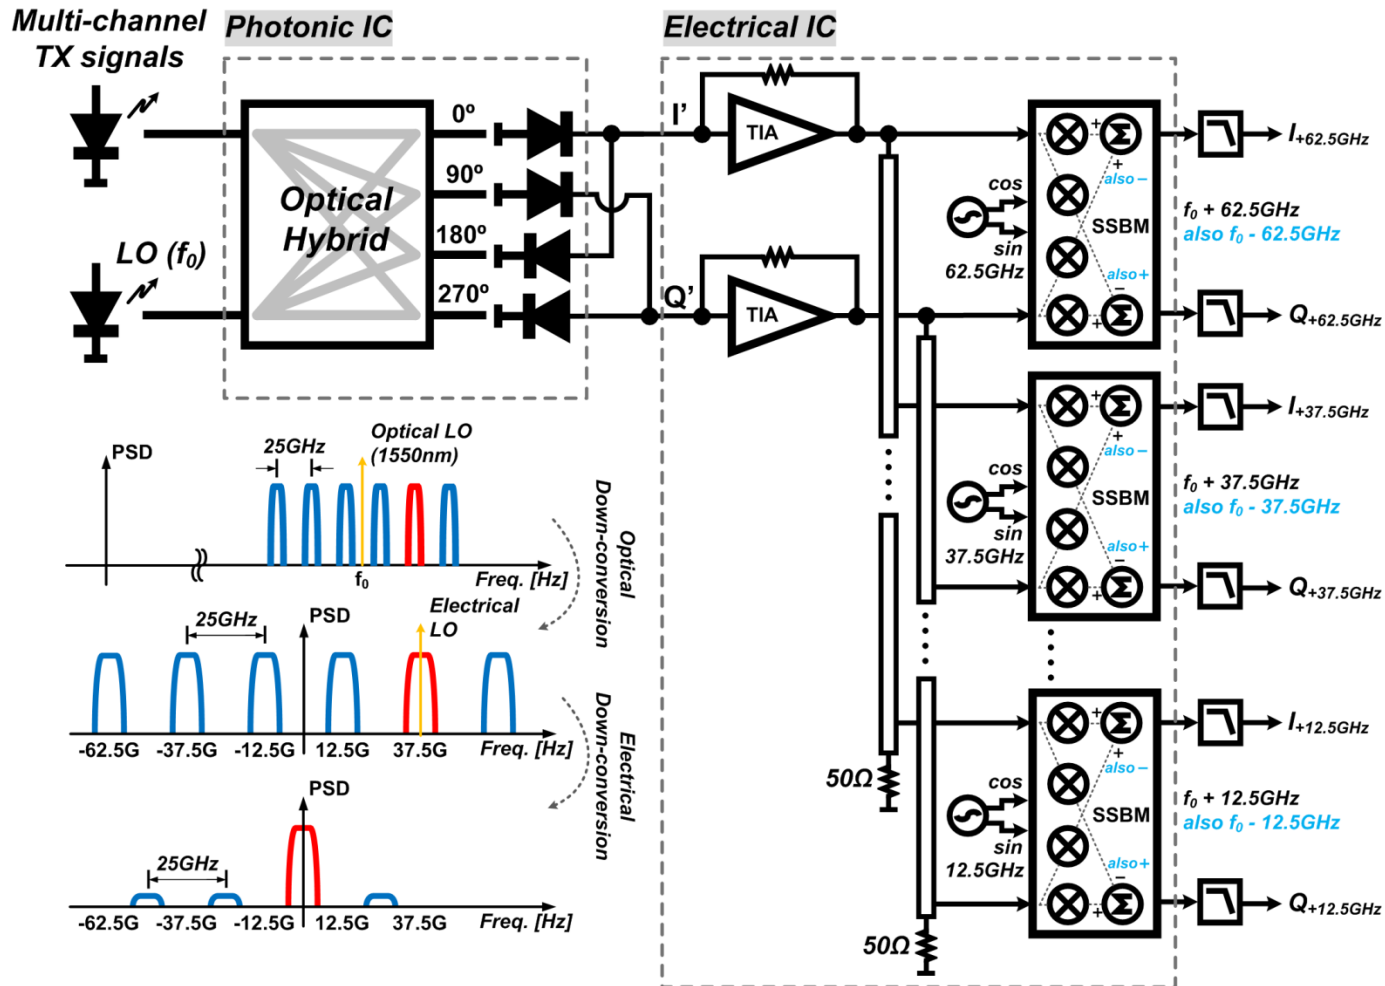 Multi-channel
TX signals
Photonic IC
Electrical IC
LO (f0)
Optical
Hybrid
0º
90º
180º
270º
I'
Q'
TIA
TIA
cos
sin
62.5GHz
+
Σ
+
also −
SSBM
also +
−
+
Σ
I+62.5GHz
f0 + 62.5GHz
also f0 - 62.5GHz
Q+62.5GHz
cos
sin
37.5GHz
+
Σ
+
also −
SSBM
also +
−
+
Σ
I+37.5GHz
f0 + 37.5GHz
also f0 - 37.5GHz
Q+37.5GHz
cos
sin
12.5GHz
+
Σ
+
also −
SSBM
also +
−
+
Σ
I+12.5GHz
f0 + 12.5GHz
also f0 - 12.5GHz
Q+12.5GHz
50Ω
50Ω
PSD
25GHz
Optical LO
(1550nm)
f0
Freq. [Hz]
Optical
Down-conversion
PSD
25GHz
Electrical
LO
-62.5G -37.5G -12.5G 12.5G 37.5G Freq. [Hz]
Electrical
Down-conversion
PSD
25GHz
-62.5G -37.5G -12.5G 12.5G 37.5G Freq. [Hz]